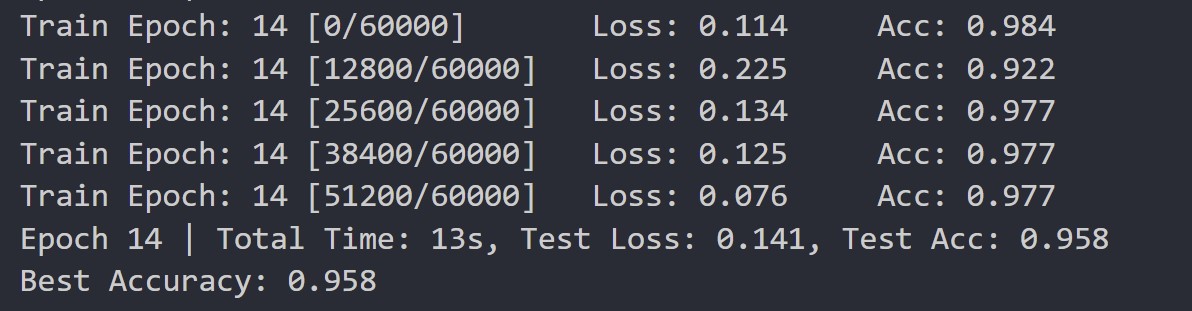 Train Epoch: 14 [0/60000] Loss: 0.114 Acc: 0.984
Train Epoch: 14 [12800/60000] Loss: 0.225 Acc: 0.922
Train Epoch: 14 [25600/60000] Loss: 0.134 Acc: 0.977
Train Epoch: 14 [38400/60000] Loss: 0.125 Acc: 0.977
Train Epoch: 14 [51200/60000] Loss: 0.076 Acc: 0.977
Epoch 14 | Total Time: 13s, Test Loss: 0.141, Test Acc: 0.958
Best Accuracy: 0.958